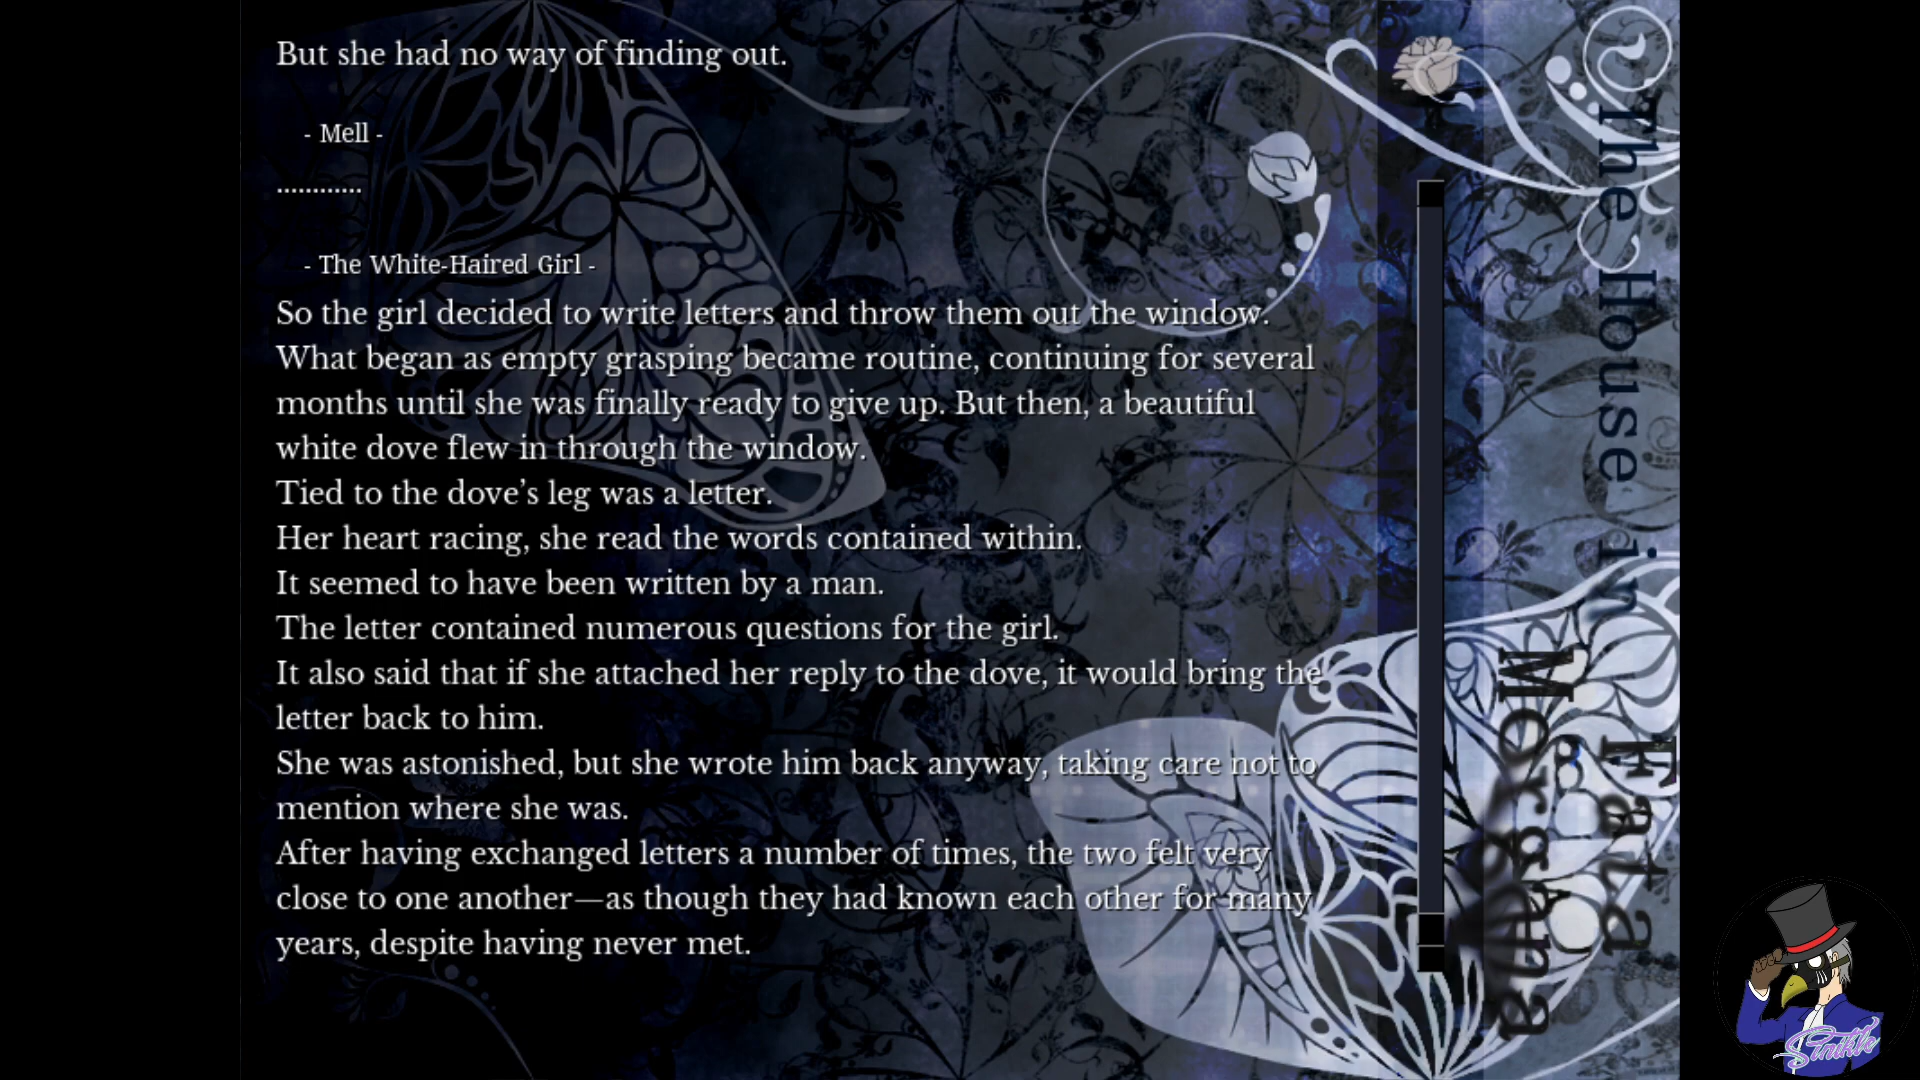 But she had no way of finding out.
- Mell -
............
- The White-Haired Girl -
So the girl decided to write letters and throw them out the window.
What began as empty grasping became routine, continuing for several
months until she was finally ready to give up. But then, a beautiful
white dove flew in through the window.
Tied to the dove’s leg was a letter.
Her heart racing, she read the words contained within.
It seemed to have been written by a man.
The letter contained numerous questions for the girl.
It also said that if she attached her reply to the dove, it would bring the
letter back to him.
She was astonished, but she wrote him back anyway, taking care not to
mention where she was.
After having exchanged letters a number of times, the two felt very
close to one another—as though they had known each other for many
years, despite having never met.
The House in
Fata
Morgana
Sinikle